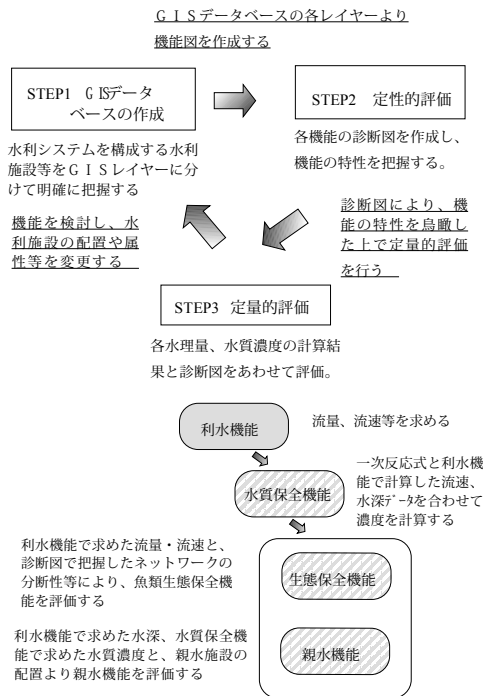 ＧＩＳデータベースの各レイヤーより
機能図を作成する
STEP1 ＧISデータ
ベースの作成
STEP2 定性的評価
水利システムを構成する水利
施設等をＧＩＳレイヤーに分
けて明確に把握する
各機能の診断図を作成し、
機能の特性を把握する。
機能を検討し、水
利施設の配置や属
性等を変更する
診断図により、機
能の特性を鳥瞰し
た上で定量的評価
を行う
STEP3 定量的評価
各水理量、水質濃度の計算結
果と診断図をあわせて評価。
利水機能
流量、流速等を求める
水質保全機能
一次反応式と利水機
能で計算した流速、
水深ﾃﾞｰﾀを合わせて
濃度を計算する
利水機能で求めた流量・流速と、
診断図で把握したネットワークの
分断性等により、魚類生態保全機
能を評価する
生態保全機能
利水機能で求めた水深、水質保全機
能で求めた水質濃度と、親水施設の
配置より親水機能を評価する
親水機能